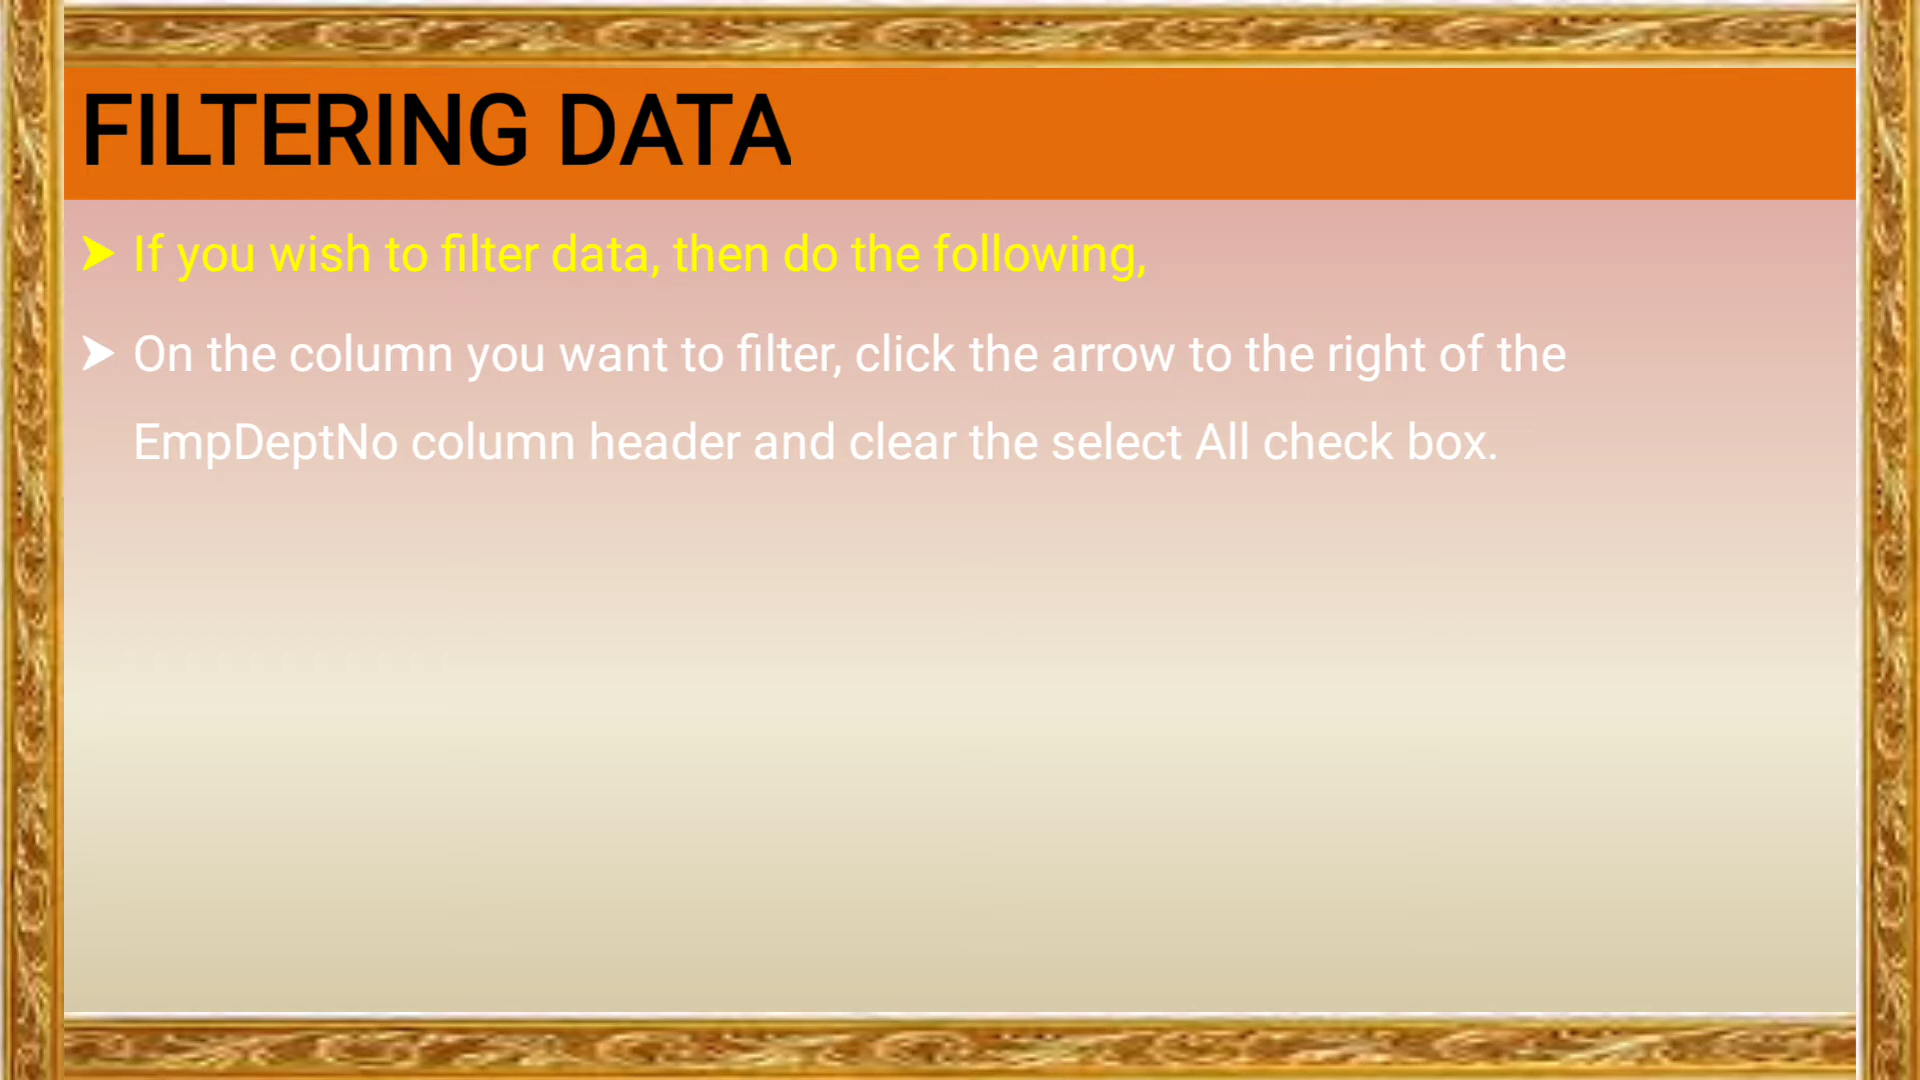 FILTERING DATA
➤ If you wish to filter data, then do the following,
➤ On the column you want to filter, click the arrow to the right of the
EmpDeptNo column header and clear the select All check box.